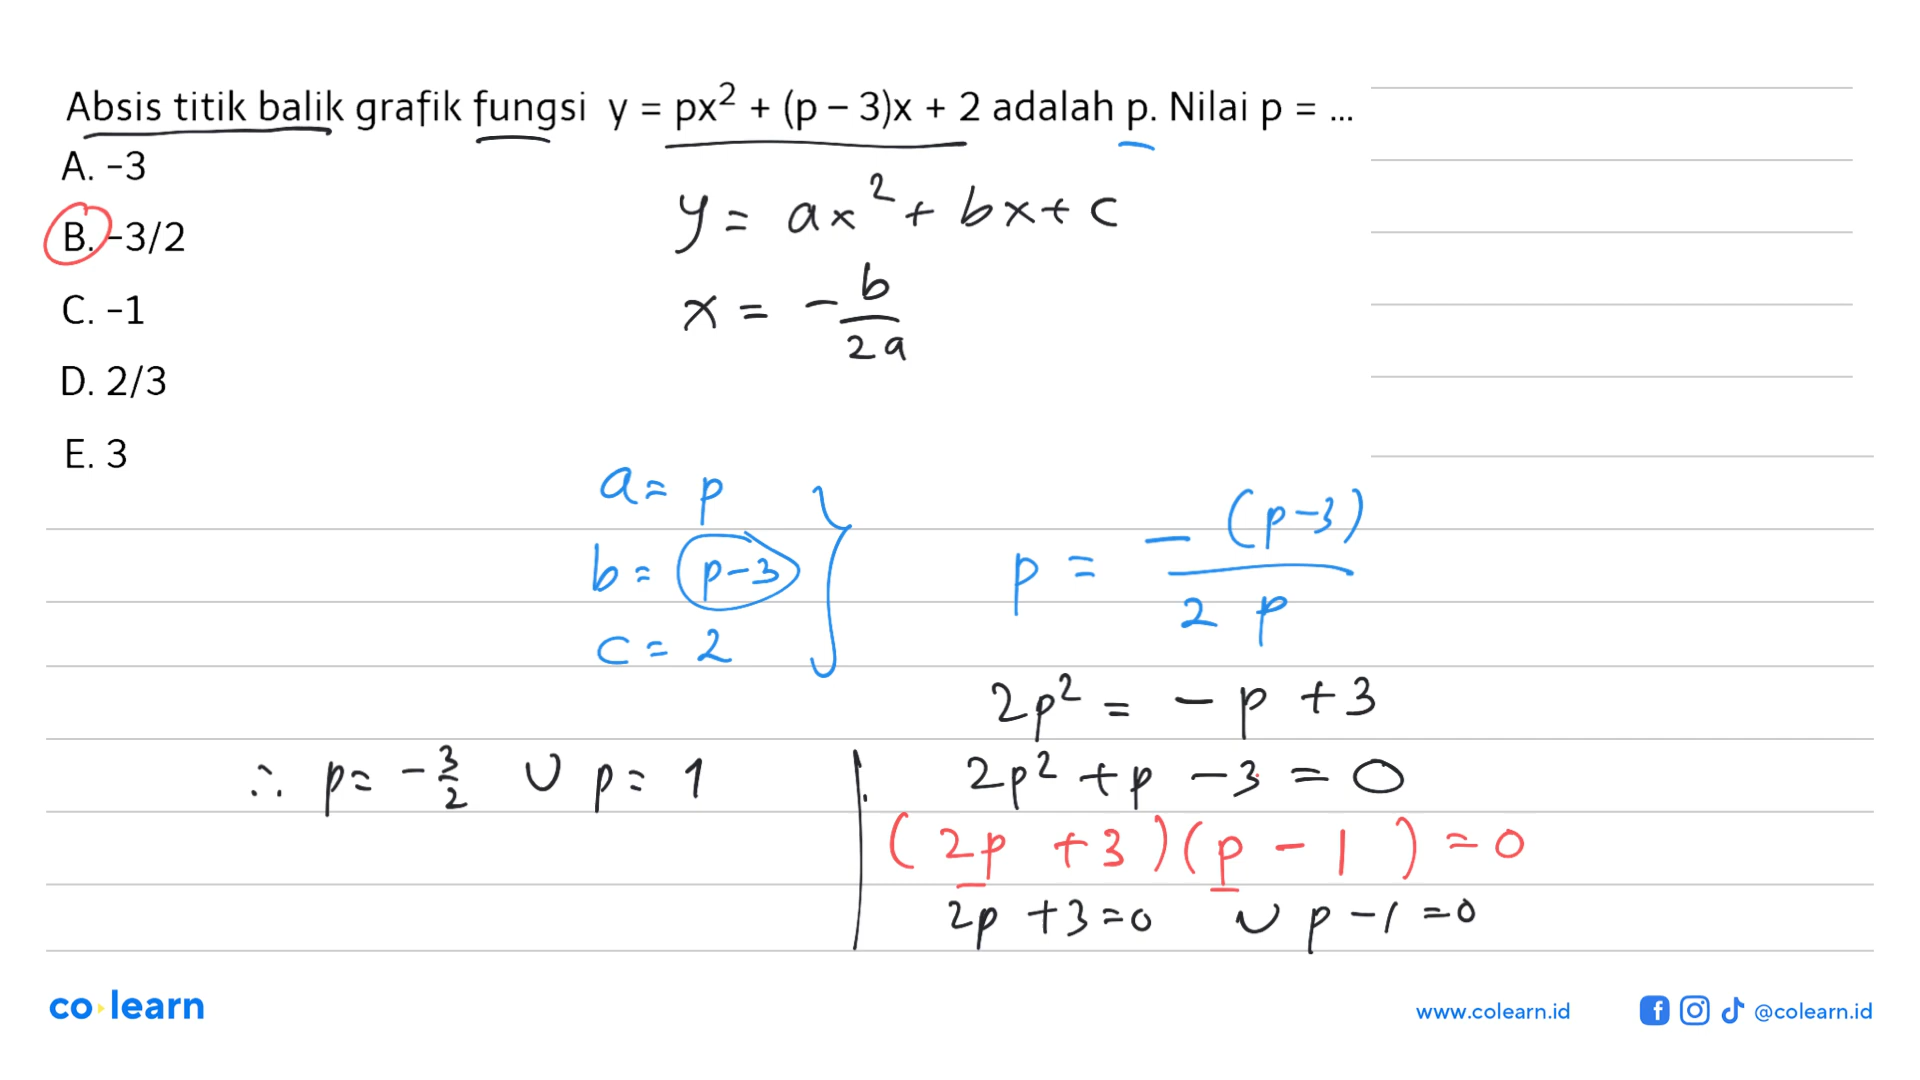 Absis titik balik grafik fungsi y = px² + (p – 3)x + 2 adalah p. Nilai p = ...
A. -3
B. -3/2
C. -1
D. 2/3
E. 3
y = ax² + bx + c
x = - b/2a
a = p
b = p-3
c = 2
p = -(p-3) / 2p
2p² = -p + 3
2p² + p - 3 = 0
(2p + 3)(p - 1) = 0
2p + 3 = 0 ∪ p - 1 = 0
∴ p = -3/2 ∪ p = 1
co learn
www.colearn.id
@colearn.id